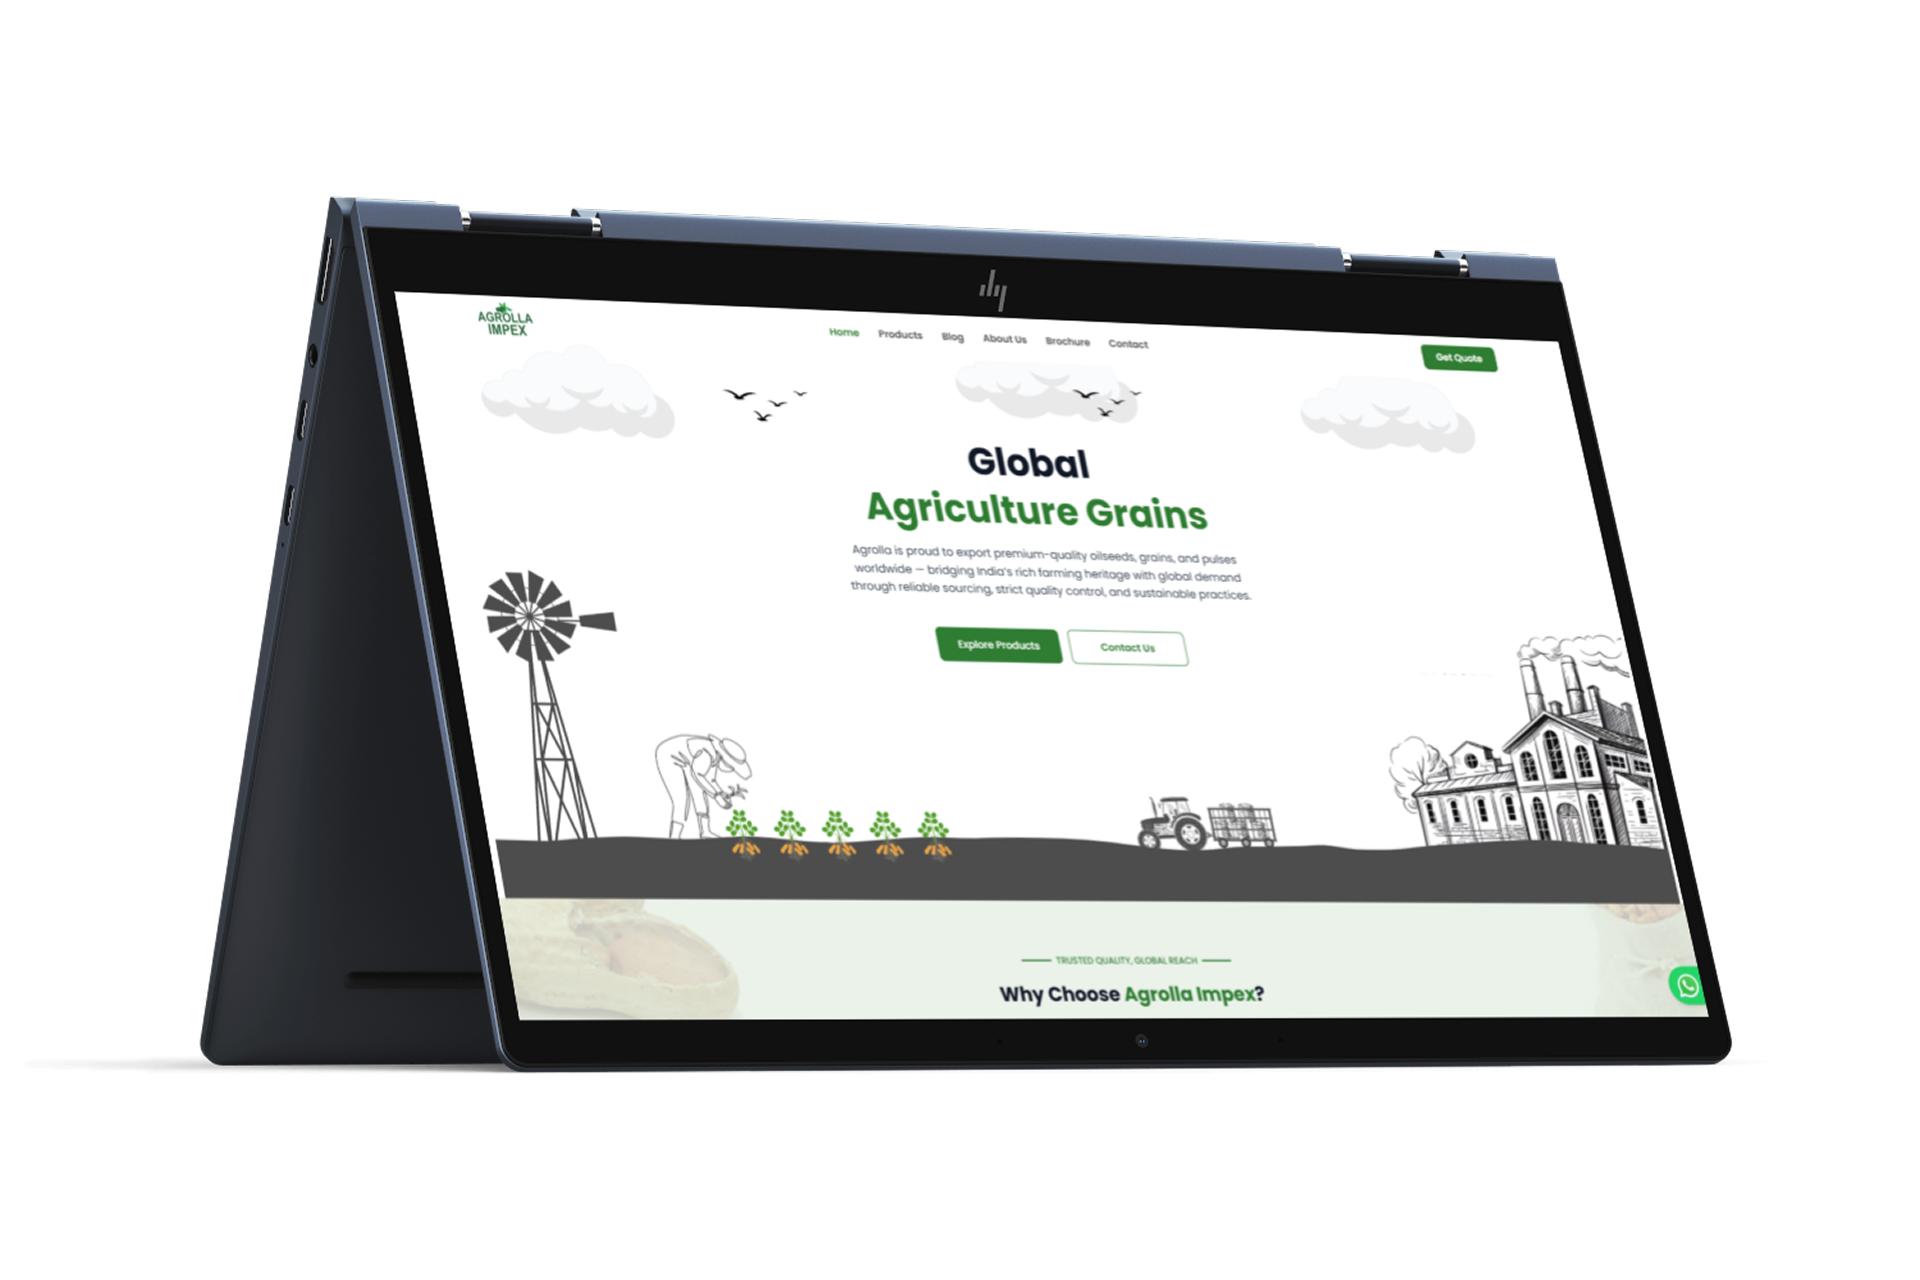 AGROLLA
IMPEX
Home Products Blog About Us Brochure Contact
Get Quote
Global
Agriculture Grains
Agrolla is proud to export premium-quality oilseeds, grains, and pulses
worldwide — bridging India's rich farming heritage with global demand
through reliable sourcing, strict quality control, and sustainable practices.
Explore Products Contact Us
TRUSTED QUALITY, GLOBAL REACH
Why Choose Agrolla Impex?